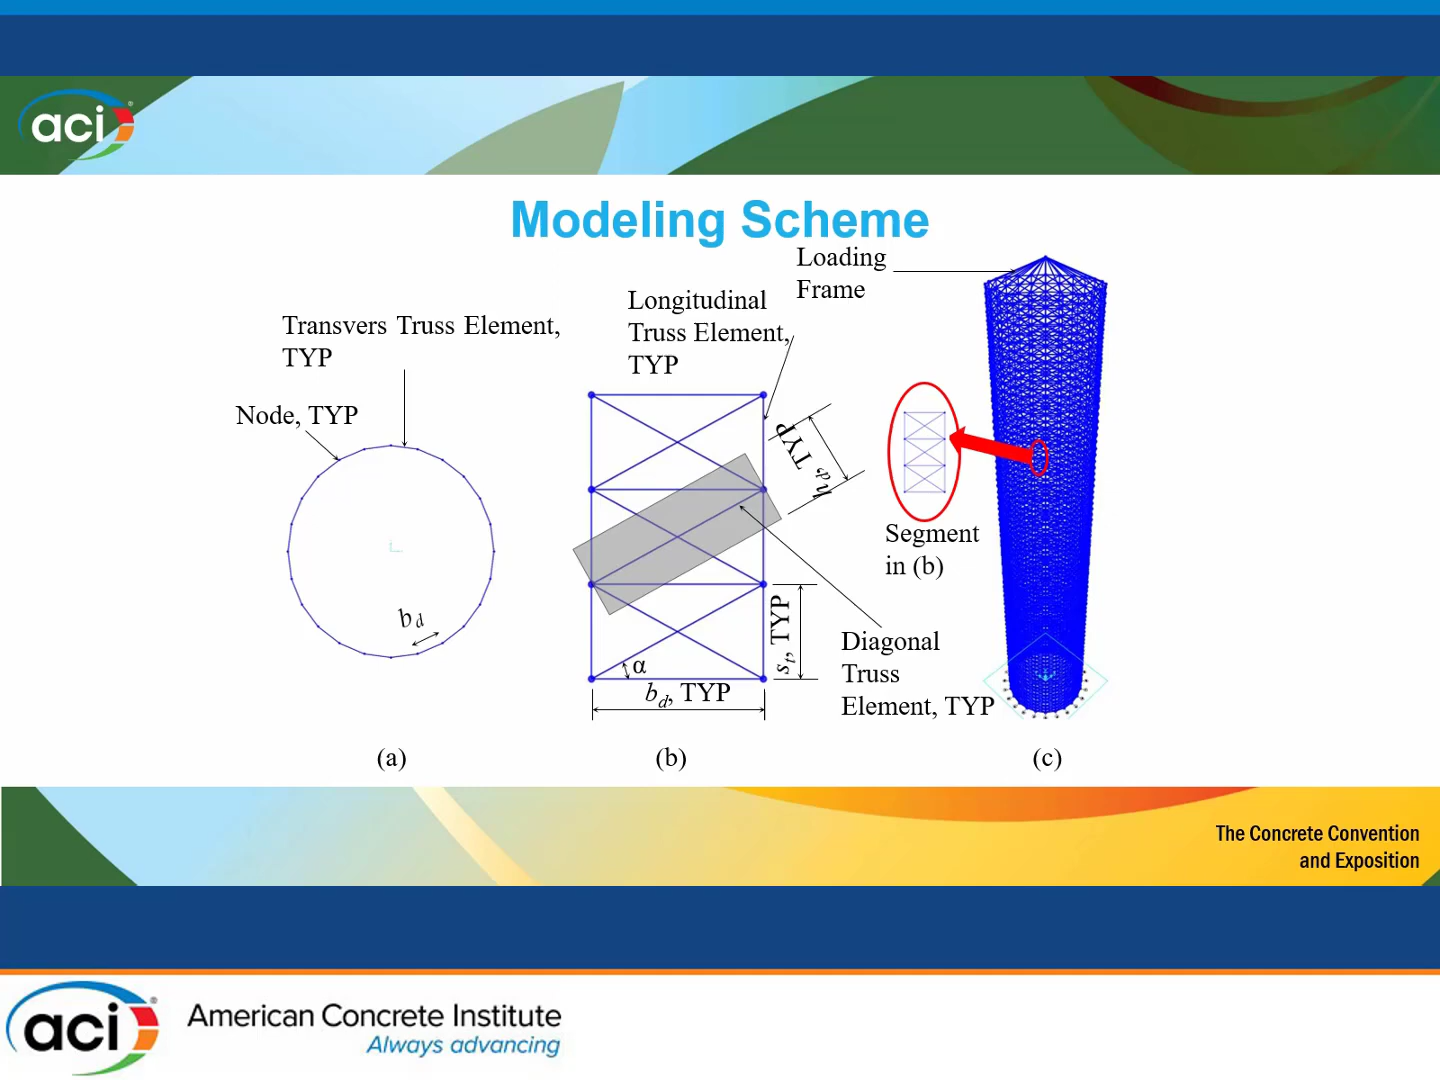 aci
Modeling Scheme
Loading
Frame
Longitudinal
Truss Element,
TYP
Transvers Truss Element,
TYP
Node, TYP
b_d
h_d, TYP
s_t, TYP
α
b_d, TYP
Segment
in (b)
Diagonal
Truss
Element, TYP
(a)
(b)
(c)
The Concrete Convention
and Exposition
aci
American Concrete Institute
Always advancing